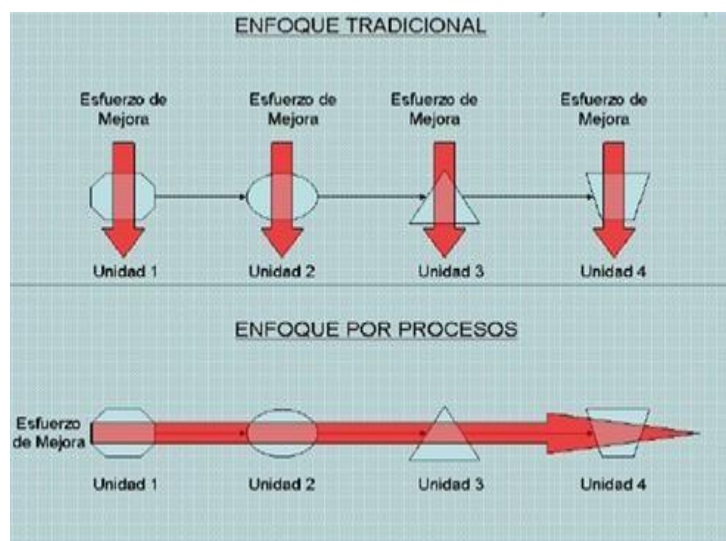 ENFOQUE TRADICIONAL
Esfuerzo de Mejora
Esfuerzo de Mejora
Esfuerzo de Mejora
Esfuerzo de Mejora
Unidad 1
Unidad 2
Unidad 3
Unidad 4
ENFOQUE POR PROCESOS
Esfuerzo
de Mejora
Unidad 1
Unidad 2
Unidad 3
Unidad 4